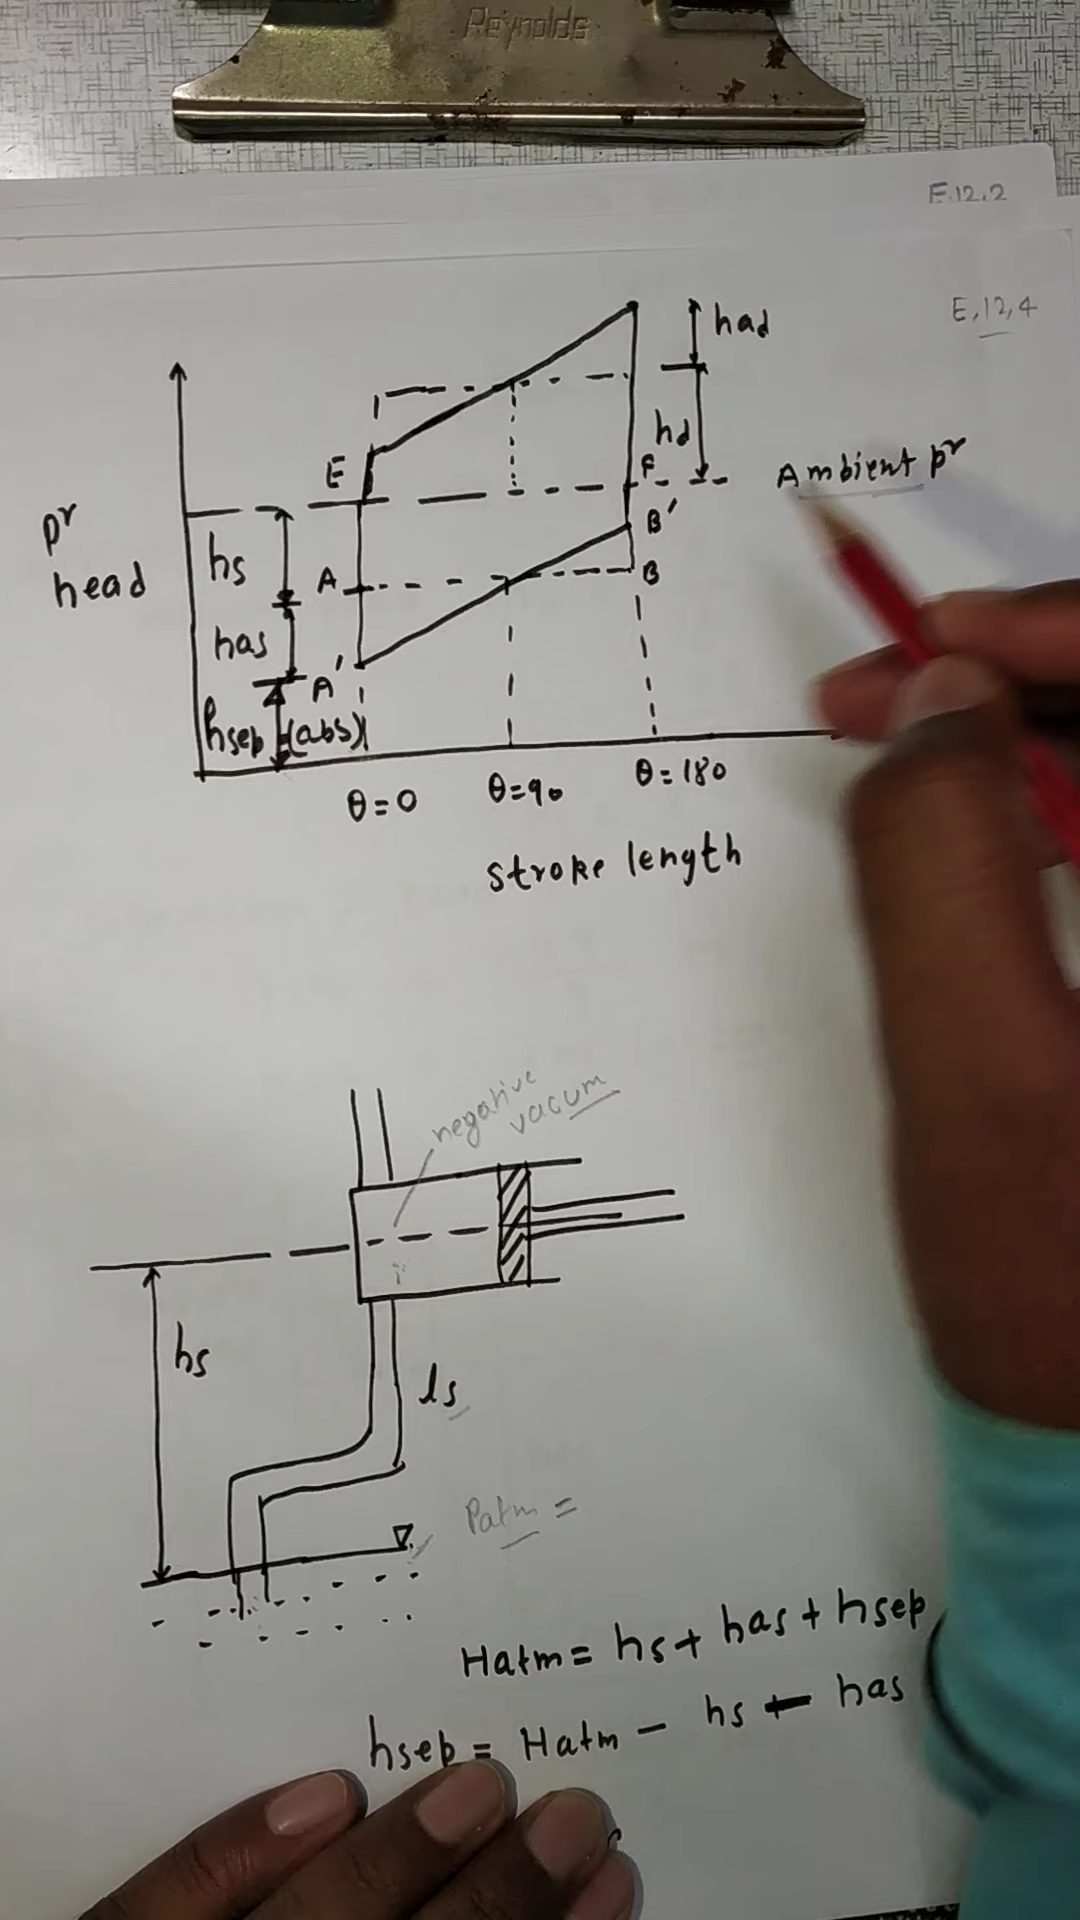 Reynolds
E.12.2
E.12.4
had
hd
Ambient pr
E
F
B'
pr
head
hs
A
B
has
A'
hsep (abs)
θ=0
θ=90
θ=180
stroke length
negative
vacum
hs
ls
Patm =
Hatm = hs + has + hsep
hsep = Hatm - hs - has